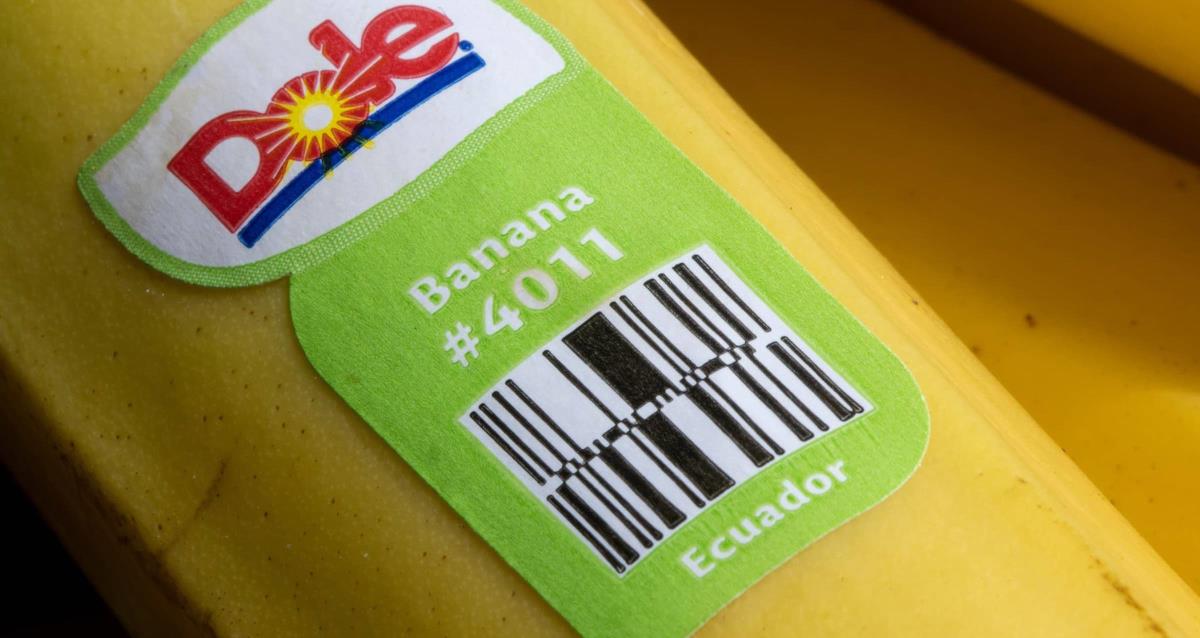 Dole
Banana
#4011
Ecuador